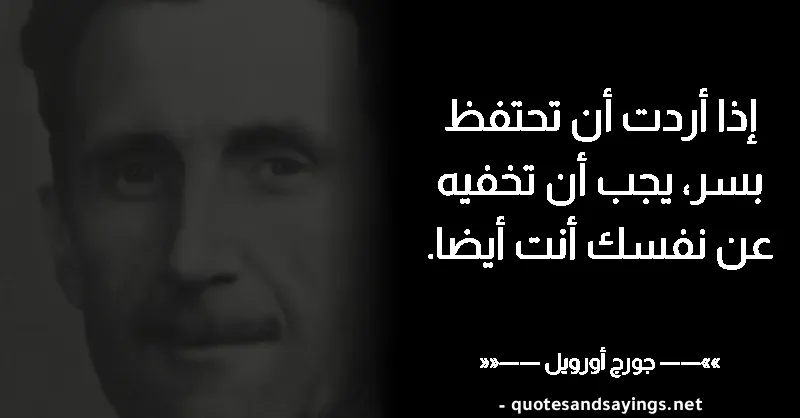 إذا أردت أن تحتفظ
بسر، يجب أن تخفيه
عن نفسك أنت أيضا.
»»—— جورج أورويل ——««
- quotesandsayings.net